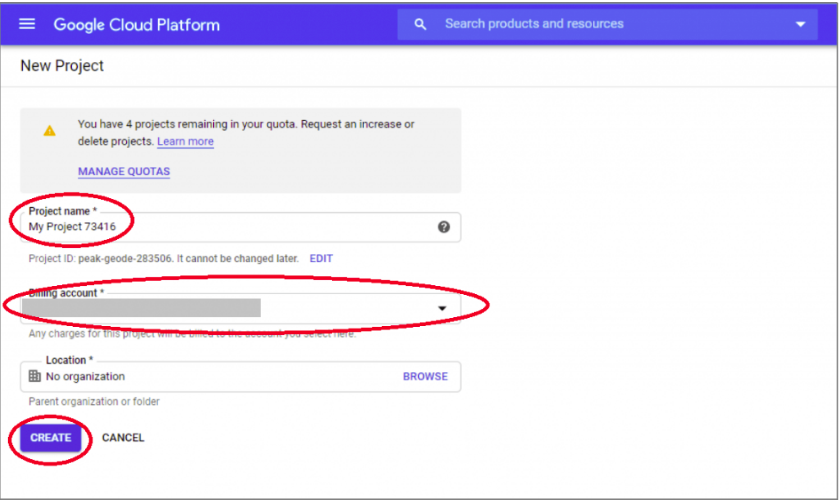 Google Cloud Platform
Search products and resources
New Project
You have 4 projects remaining in your quota. Request an increase or
delete projects. Learn more
MANAGE QUOTAS
Project name *
My Project 73416
Project ID: peak-geode-283506. It cannot be changed later. EDIT
Billing account *
Any charges for this project will be billed to the account you select here.
Location *
No organization
BROWSE
Parent organization or folder
CREATE
CANCEL